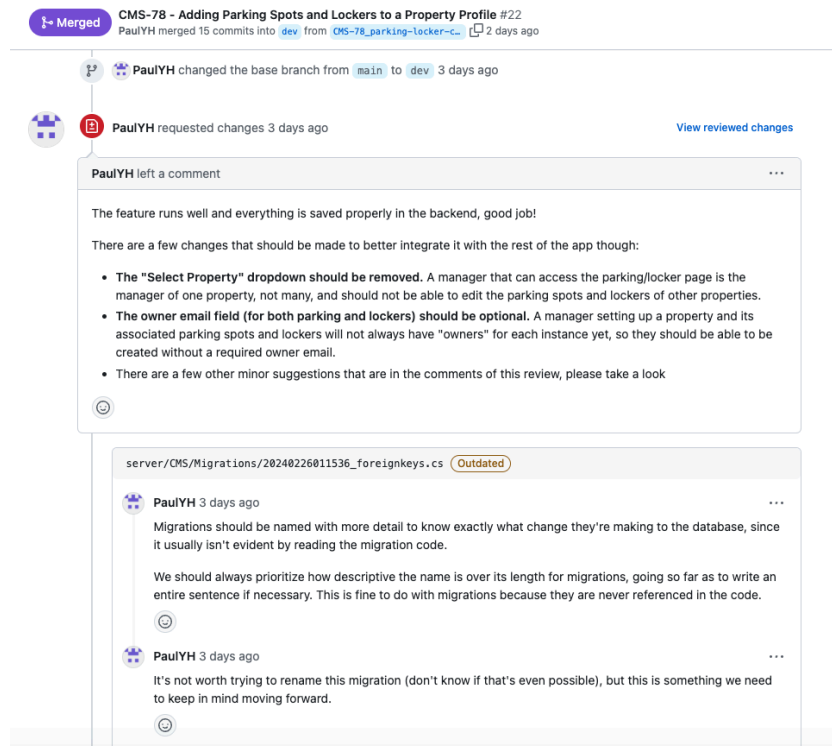 Merged
CMS-78 - Adding Parking Spots and Lockers to a Property Profile #22
PaulYH merged 15 commits into dev from CMS-78_parking-locker-c… 2 days ago
PaulYH changed the base branch from main to dev 3 days ago
PaulYH requested changes 3 days ago
View reviewed changes
PaulYH left a comment
The feature runs well and everything is saved properly in the backend, good job!
There are a few changes that should be made to better integrate it with the rest of the app though:
• The "Select Property" dropdown should be removed. A manager that can access the parking/locker page is the
manager of one property, not many, and should not be able to edit the parking spots and lockers of other properties.
• The owner email field (for both parking and lockers) should be optional. A manager setting up a property and its
associated parking spots and lockers will not always have "owners" for each instance yet, so they should be able to be
created without a required owner email.
• There are a few other minor suggestions that are in the comments of this review, please take a look
server/CMS/Migrations/20240226011536_foreignkeys.cs Outdated
PaulYH 3 days ago
Migrations should be named with more detail to know exactly what change they're making to the database, since
it usually isn't evident by reading the migration code.
We should always prioritize how descriptive the name is over its length for migrations, going so far as to write an
entire sentence if necessary. This is fine to do with migrations because they are never referenced in the code.
PaulYH 3 days ago
It's not worth trying to rename this migration (don't know if that's even possible), but this is something we need
to keep in mind moving forward.